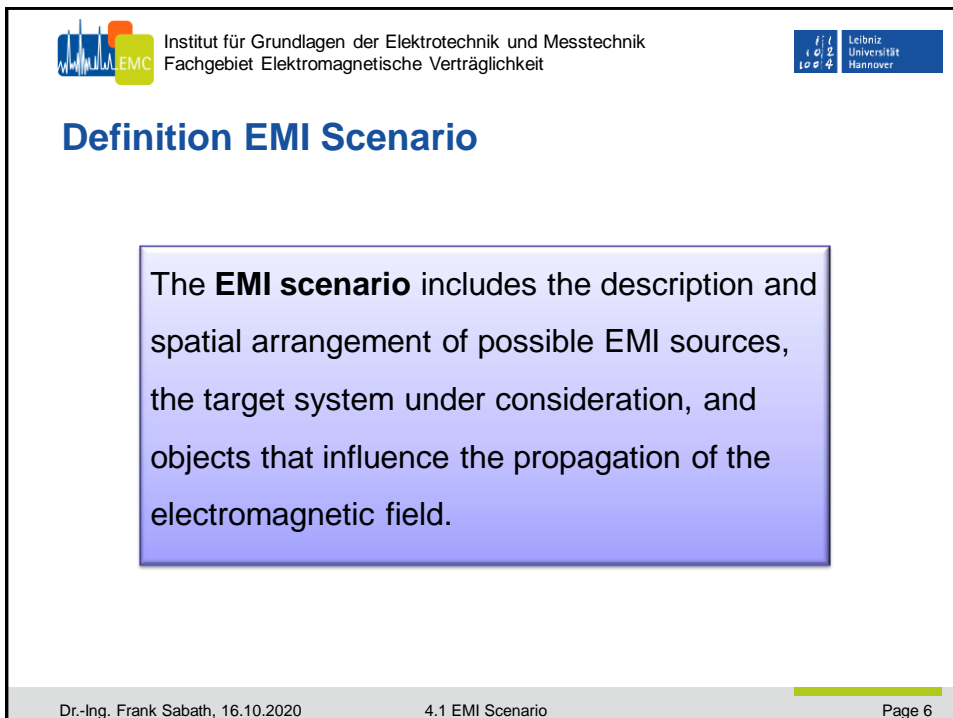 Institut für Grundlagen der Elektrotechnik und Messtechnik
Fachgebiet Elektromagnetische Verträglichkeit
EMC
Leibniz
Universität
Hannover
Definition EMI Scenario
The EMI scenario includes the description and
spatial arrangement of possible EMI sources,
the target system under consideration, and
objects that influence the propagation of the
electromagnetic field.
Dr.-Ing. Frank Sabath, 16.10.2020 4.1 EMI Scenario Page 6